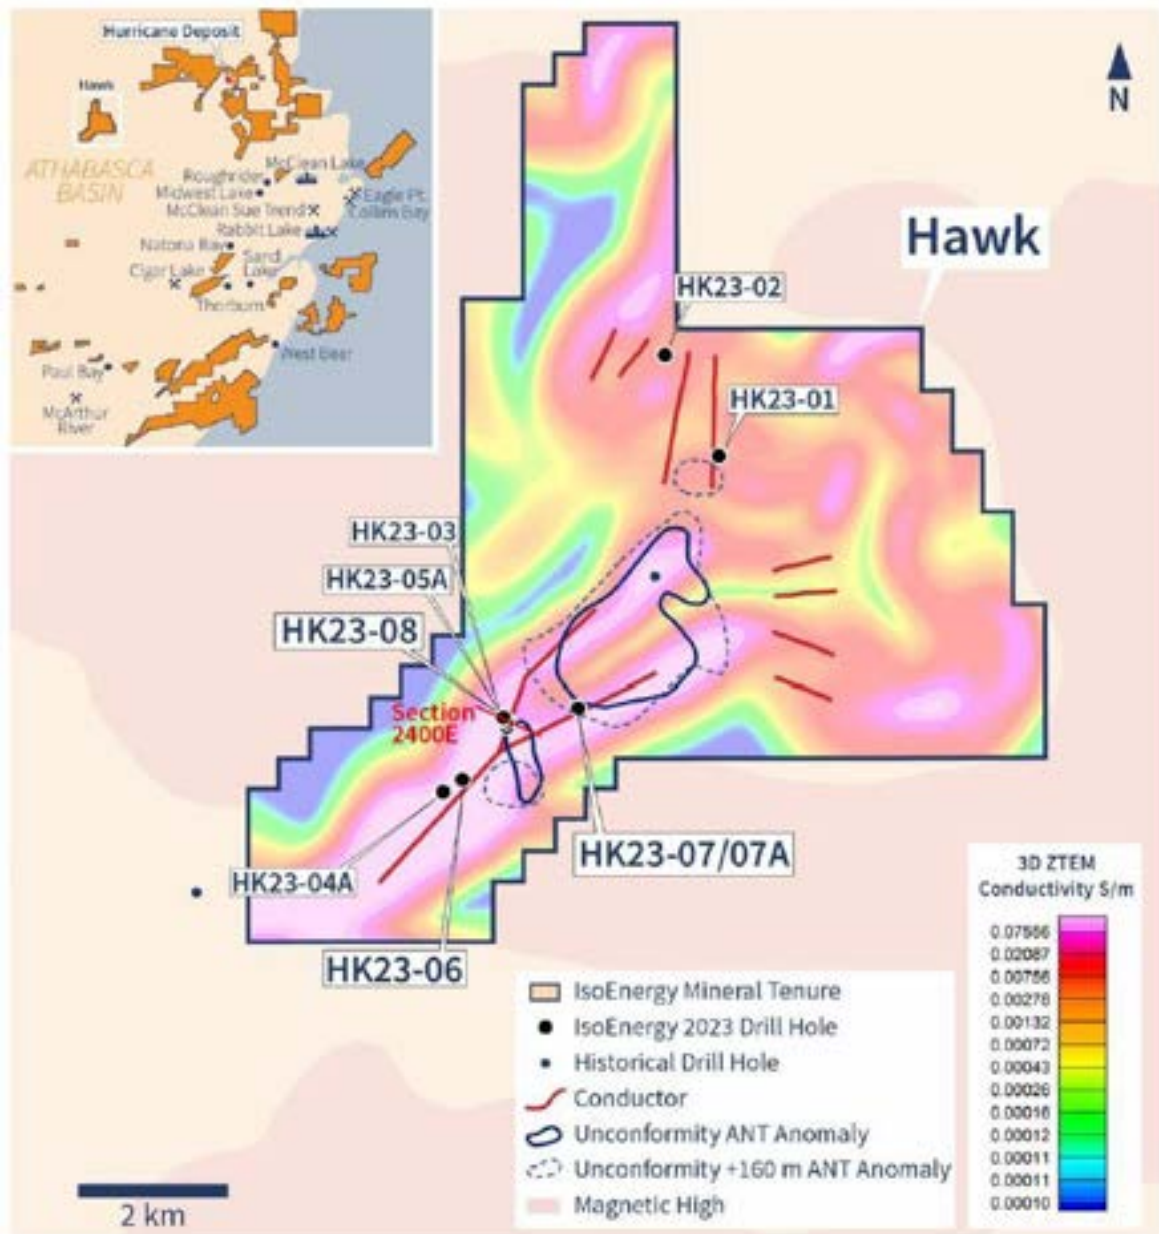 Hurricane Deposit
Hawk
ATHABASCA
BASIN
McClean Lake
Roughrider
Midwest Lake
Eagle Pt.
Collins Bay
McClean Sue Trend
Rabbit Lake
Natona Bay
Sand
Lake
Cigar Lake
Thorburn
West Bear
Paul Bay
McArthur
River
N
Hawk
HK23-02
HK23-01
HK23-03
HK23-05A
HK23-08
Section
2400E
HK23-07/07A
HK23-04A
HK23-06
3D ZTEM
Conductivity S/m
0.07556
0.02087
0.00756
0.00278
0.00132
0.00072
0.00043
0.00026
0.00016
0.00012
0.00011
0.00011
0.00010
IsoEnergy Mineral Tenure
IsoEnergy 2023 Drill Hole
Historical Drill Hole
Conductor
Unconformity ANT Anomaly
Unconformity +160 m ANT Anomaly
Magnetic High
2 km